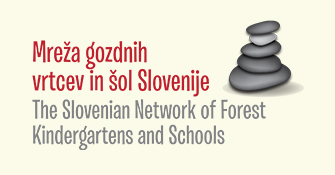 Mreža gozdnih
vrtcev in šol Slovenije
The Slovenian Network of Forest
Kindergartens and Schools